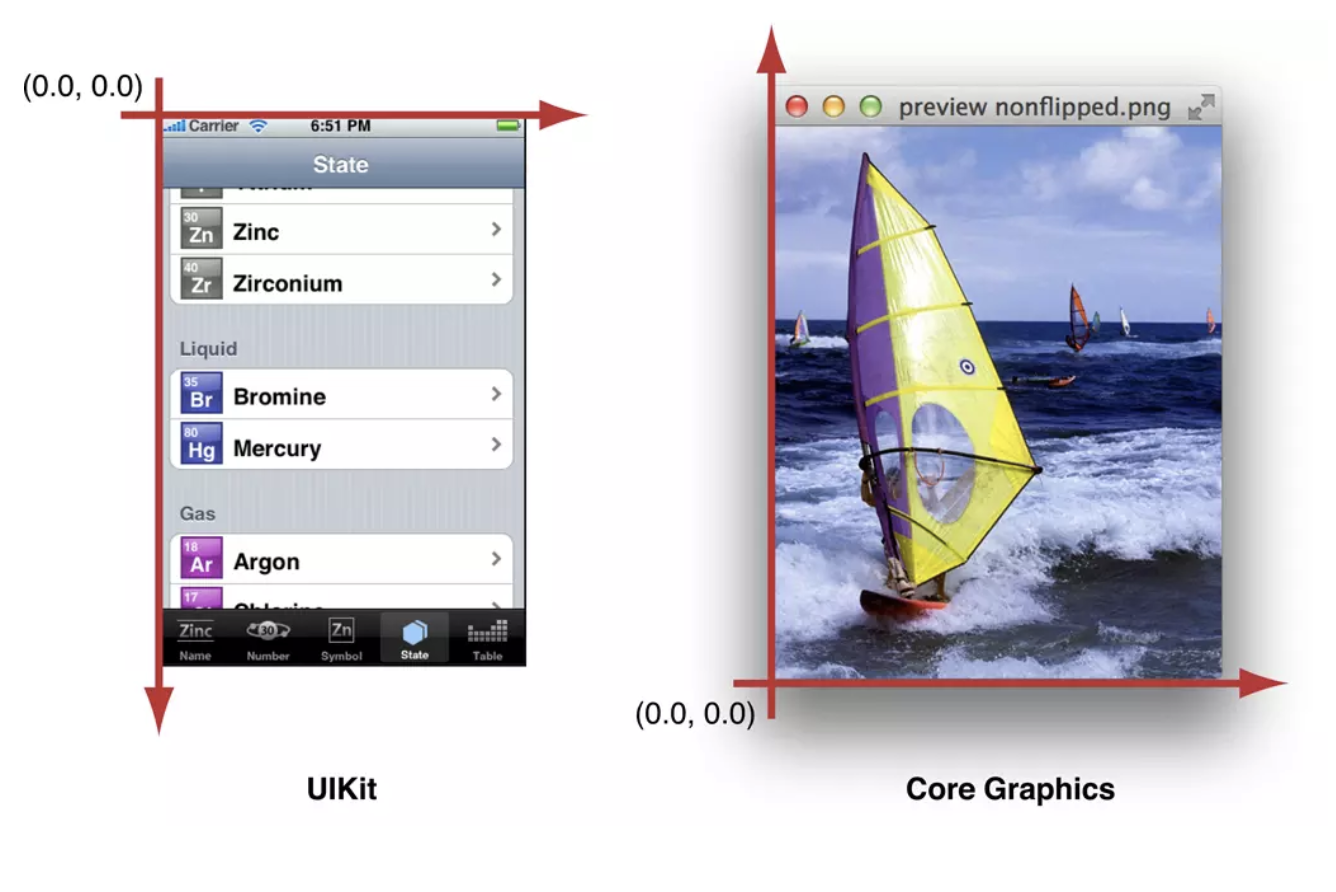 (0.0, 0.0)
Carrier 6:51 PM
State
30
Zn Zinc
40
Zr Zirconium
Liquid
35
Br Bromine
80
Hg Mercury
Gas
18
Ar Argon
17
Zinc 30 Zn
Name Number Symbol State Table
UIKit
preview nonflipped.png
(0.0, 0.0)
Core Graphics